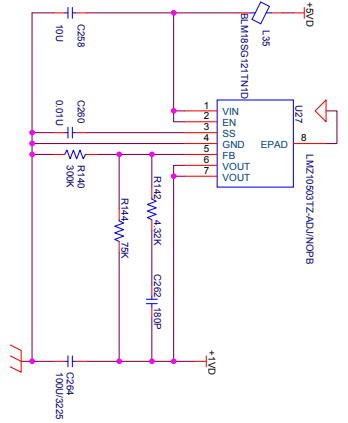 C258
10U
BLM18SG121TN1D
L35
+5VD
C260
0.01U
1
VIN
2
EN
3
SS
4
GND
5
FB
6
VOUT
7
VOUT
EPAD
8
U27
LMZ10503TZ-ADJ/NOPB
R140
300K
R142
4.32K
R144
75K
C262
180P
+1VD
C264
100U/3225